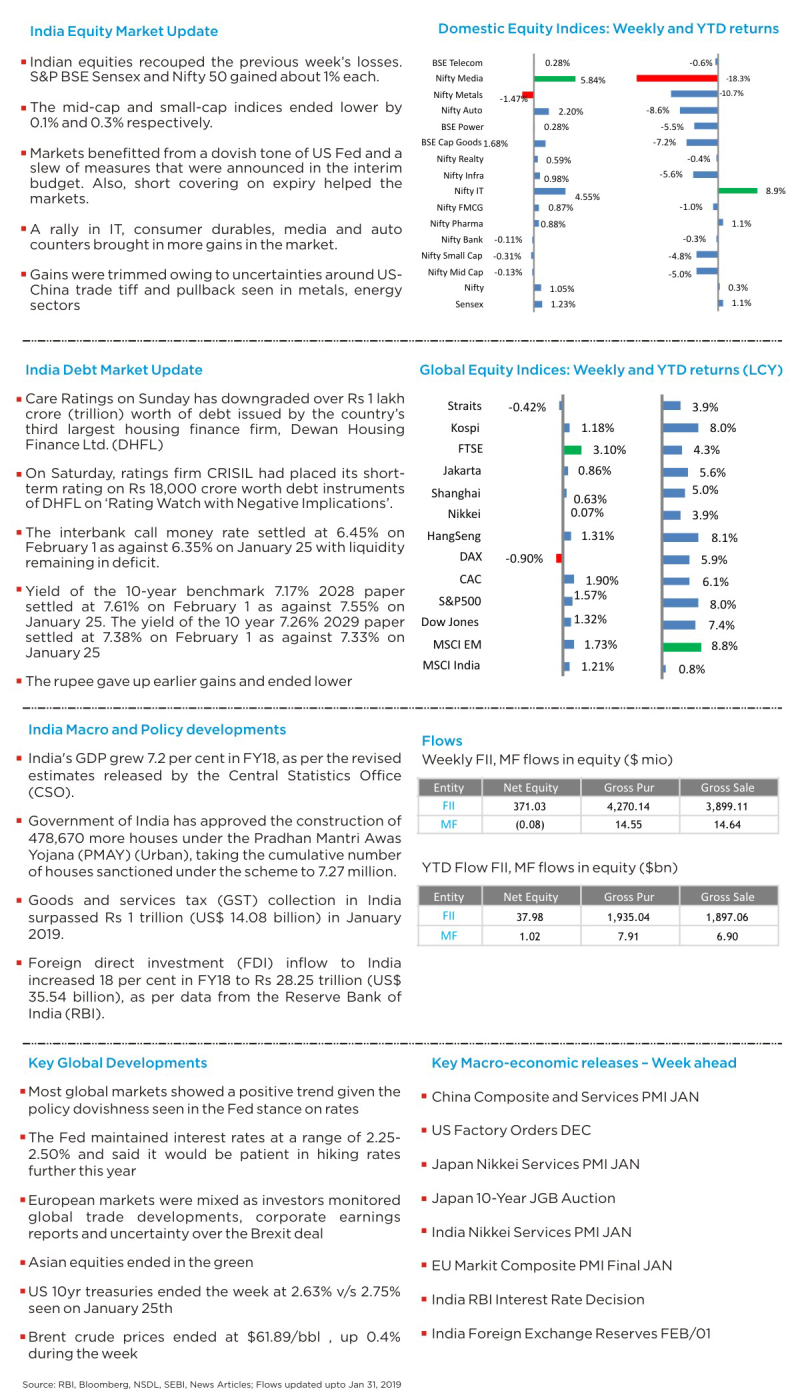 India Equity Market Update
Indian equities recouped the previous week's losses.
S&P BSE Sensex and Nifty 50 gained about 1% each.
The mid-cap and small-cap indices ended lower by
0.1% and 0.3% respectively.
Markets benefitted from a dovish tone of US Fed and a
slew of measures that were announced in the interim
budget. Also, short covering on expiry helped the
markets.
A rally in IT, consumer durables, media and auto
counters brought in more gains in the market.
Gains were trimmed owing to uncertainties around US-
China trade tiff and pullback seen in metals, energy
sectors
Domestic Equity Indices: Weekly and YTD returns
BSE Telecom 0.28% -0.6%
Nifty Media 5.84% -18.3%
Nifty Metals -1.47% -10.7%
Nifty Auto 2.20% -8.6%
BSE Power 0.28% -5.5%
BSE Cap Goods 1.68% -7.2%
Nifty Realty 0.59% -0.4%
Nifty Infra 0.98% -5.6%
Nifty IT 4.55% 8.9%
Nifty FMCG 0.87% -1.0%
Nifty Pharma 0.88% 1.1%
Nifty Bank -0.11% -0.3%
Nifty Small Cap -0.31% -4.8%
Nifty Mid Cap -0.13% -5.0%
Nifty 1.05% 0.3%
Sensex 1.23% 1.1%
India Debt Market Update
Care Ratings on Sunday has downgraded over Rs 1 lakh
crore (trillion) worth of debt issued by the country's
third largest housing finance firm, Dewan Housing
Finance Ltd. (DHFL)
On Saturday, ratings firm CRISIL had placed its short-
term rating on Rs 18,000 crore worth debt instruments
of DHFL on 'Rating Watch with Negative Implications'.
The interbank call money rate settled at 6.45% on
February 1 as against 6.35% on January 25 with liquidity
remaining in deficit.
Yield of the 10-year benchmark 7.17% 2028 paper
settled at 7.61% on February 1 as against 7.55% on
January 25. The yield of the 10 year 7.26% 2029 paper
settled at 7.38% on February 1 as against 7.33% on
January 25
The rupee gave up earlier gains and ended lower
Global Equity Indices: Weekly and YTD returns (LCY)
Straits -0.42% 3.9%
Kospi 1.18% 8.0%
FTSE 3.10% 4.3%
Jakarta 0.86% 5.6%
Shanghai 0.63% 5.0%
Nikkei 0.07% 3.9%
HangSeng 1.31% 8.1%
DAX -0.90% 5.9%
CAC 1.90% 6.1%
S&P500 1.57% 8.0%
Dow Jones 1.32% 7.4%
MSCI EM 1.73% 8.8%
MSCI India 1.21% 0.8%
India Macro and Policy developments
India's GDP grew 7.2 per cent in FY18, as per the revised
estimates released by the Central Statistics Office
(CSO).
Government of India has approved the construction of
478,670 more houses under the Pradhan Mantri Awas
Yojana (PMAY) (Urban), taking the cumulative number
of houses sanctioned under the scheme to 7.27 million.
Goods and services tax (GST) collection in India
surpassed Rs 1 trillion (US$ 14.08 billion) in January
2019.
Foreign direct investment (FDI) inflow to India
increased 18 per cent in FY18 to Rs 28.25 trillion (US$
35.54 billion), as per data from the Reserve Bank of
India (RBI).
Flows
Weekly FII, MF flows in equity ($ mio)
Entity Net Equity Gross Pur Gross Sale
FII 371.03 4,270.14 3,899.11
MF (0.08) 14.55 14.64
YTD Flow FII, MF flows in equity ($bn)
Entity Net Equity Gross Pur Gross Sale
FII 37.98 1,935.04 1,897.06
MF 1.02 7.91 6.90
Key Global Developments
Most global markets showed a positive trend given the
policy dovishness seen in the Fed stance on rates
The Fed maintained interest rates at a range of 2.25-
2.50% and said it would be patient in hiking rates
further this year
European markets were mixed as investors monitored
global trade developments, corporate earnings
reports and uncertainty over the Brexit deal
Asian equities ended in the green
US 10yr treasuries ended the week at 2.63% v/s 2.75%
seen on January 25th
Brent crude prices ended at $61.89/bbl , up 0.4%
during the week
Key Macro-economic releases – Week ahead
China Composite and Services PMI JAN
US Factory Orders DEC
Japan Nikkei Services PMI JAN
Japan 10-Year JGB Auction
India Nikkei Services PMI JAN
EU Markit Composite PMI Final JAN
India RBI Interest Rate Decision
India Foreign Exchange Reserves FEB/01
Source: RBI, Bloomberg, NSDL, SEBI, News Articles; Flows updated upto Jan 31, 2019